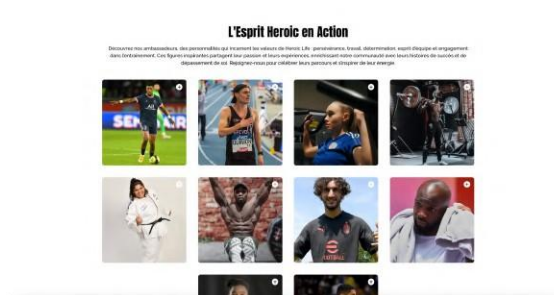 L'Esprit Heroic en Action
Découvrez nos ambassadeurs, des personnalités qui incarnent les valeurs de Heroic Life : persévérance, travail, détermination, esprit d'équipe et engagement
dans l'entraînement. Ces figures inspirantes partagent leur passion et leurs expériences, enrichissant notre communauté avec leurs histoires de succès et de
dépassement de soi. Rejoignez-nous pour célébrer leurs parcours et s'inspirer de leur énergie.